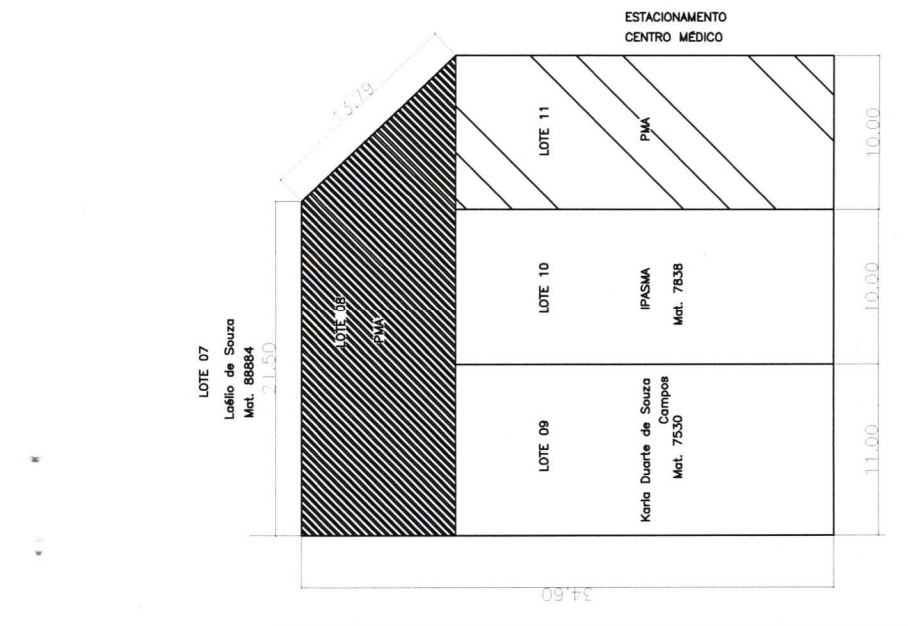 ESTACIONAMENTO
CENTRO MÉDICO
13.79
LOTE 11
PMA
10.00
LOTE 07
Laélio de Souza
Mat. 88884
21.50
LOTE 08
PMA
LOTE 10
IPASMA
Mat. 7838
10.00
LOTE 09
Karla Duarte de Souza
Campos
Mat. 7530
11.00
34.60